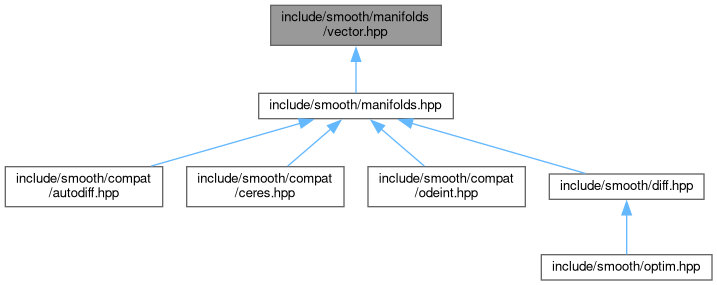 include/smooth/manifolds
/vector.hpp
include/smooth/manifolds.hpp
include/smooth/compat
/autodiff.hpp
include/smooth/compat
/ceres.hpp
include/smooth/compat
/odeint.hpp
include/smooth/diff.hpp
include/smooth/optim.hpp